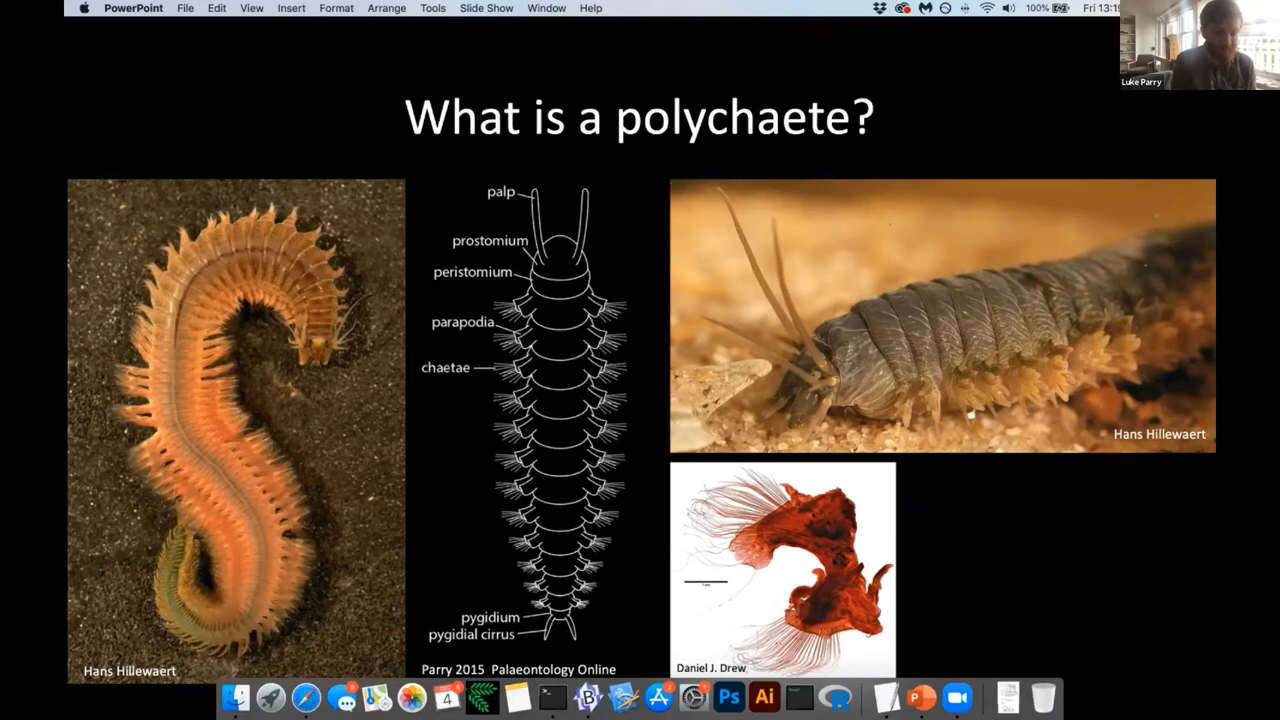 PowerPoint File Edit View Insert Format Arrange Tools Slide Show Window Help 100% Fri 13:19
Luke Parry
What is a polychaete?
palp
prostomium
peristomium
parapodia
chaetae
pygidium
pygidial cirrus
Hans Hillewaert
Parry 2015 Palaeontology Online
Hans Hillewaert
Daniel J. Drew
4
Ps
Ai
R